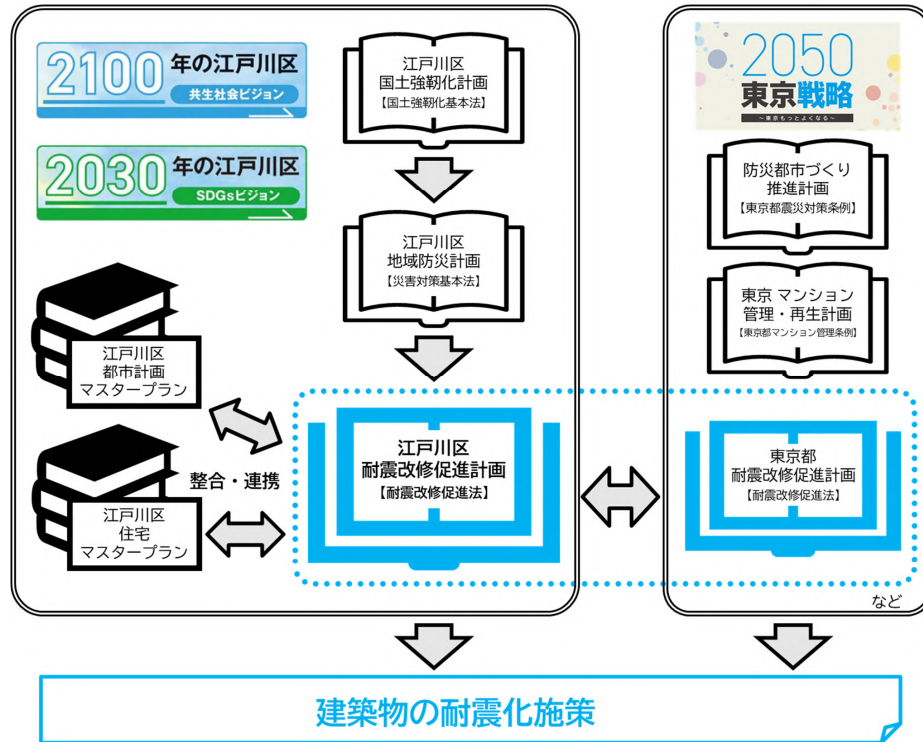 2100 年の江戸川区
共生社会ビジョン
2030 年の江戸川区
SDGsビジョン
江戸川区
国土強靭化計画
【国土強靭化基本法】
江戸川区
地域防災計画
【災害対策基本法】
江戸川区
都市計画
マスタープラン
江戸川区
住宅
マスタープラン
整合・連携
江戸川区
耐震改修促進計画
【耐震改修促進法】
2050
東京戦略
～東京もっとよくなる～
防災都市づくり
推進計画
【東京都震災対策条例】
東京 マンション
管理・再生計画
【東京都マンション管理条例】
東京都
耐震改修促進計画
【耐震改修促進法】
など
建築物の耐震化施策